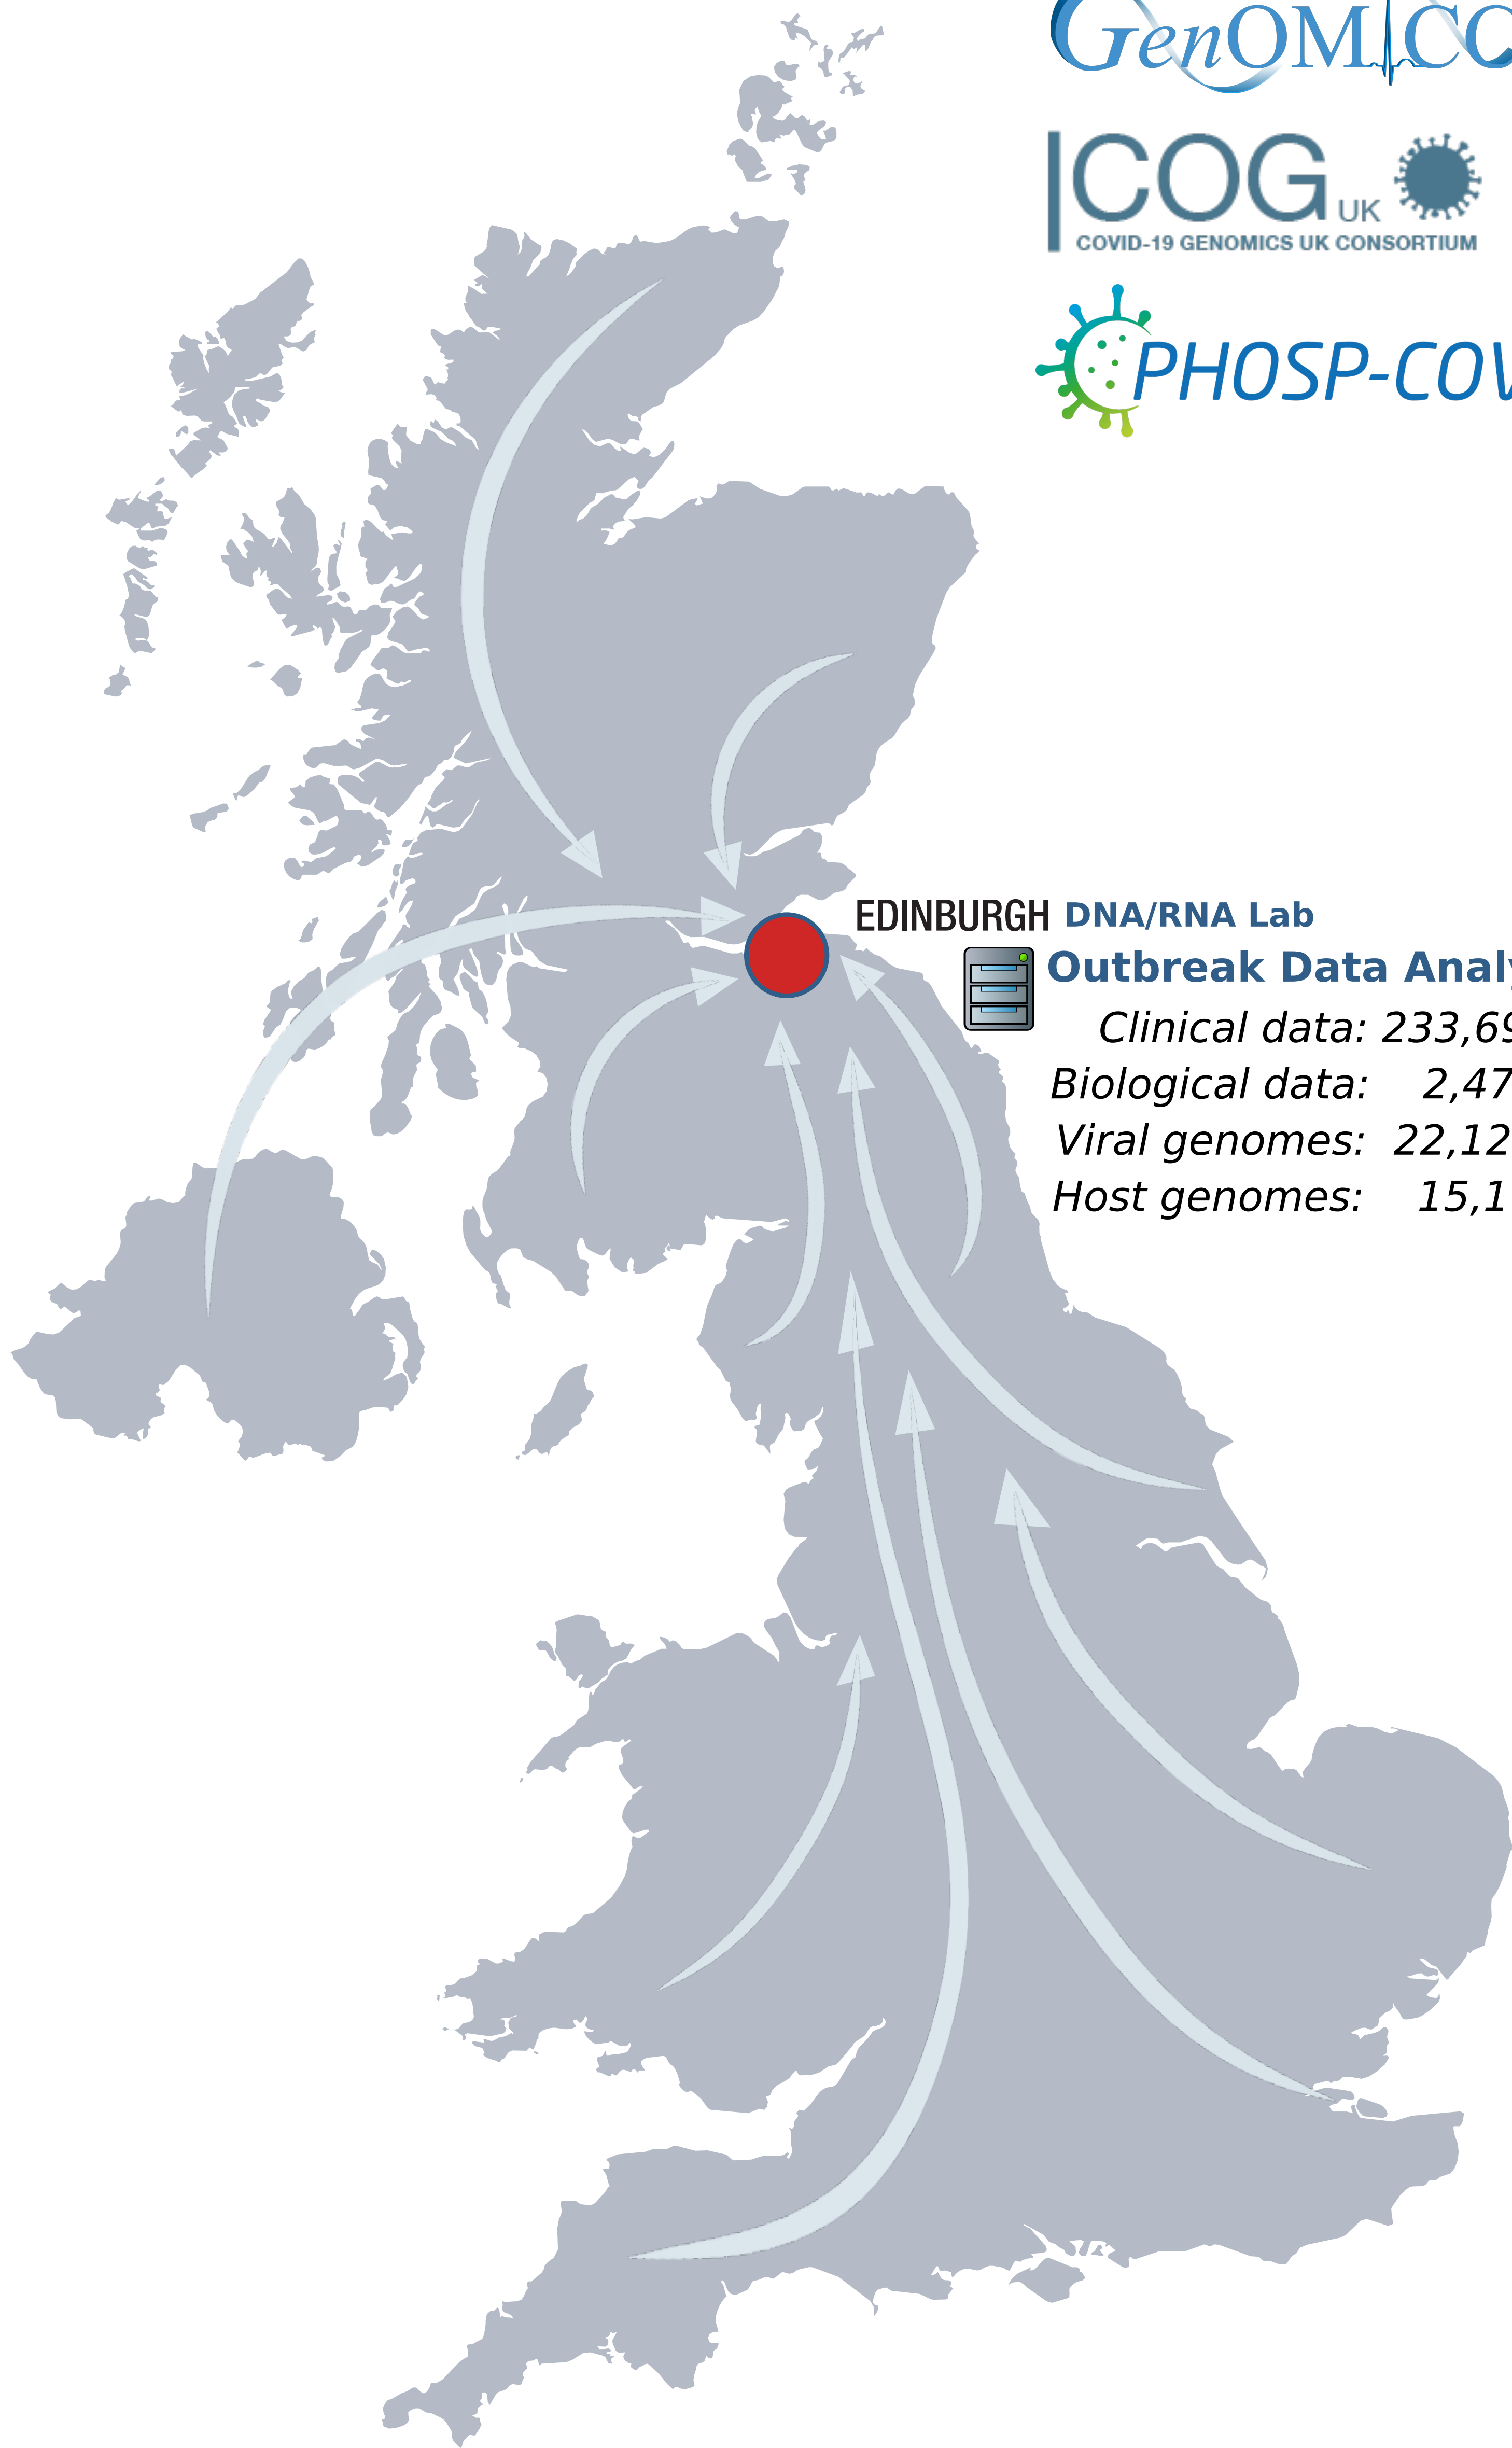 GenOMICC
COG UK
COVID-19 GENOMICS UK CONSORTIUM
PHOSP-COV
EDINBURGH DNA/RNA Lab
Outbreak Data Analy
Clinical data: 233,69
Biological data: 2,47
Viral genomes: 22,12
Host genomes: 15,1